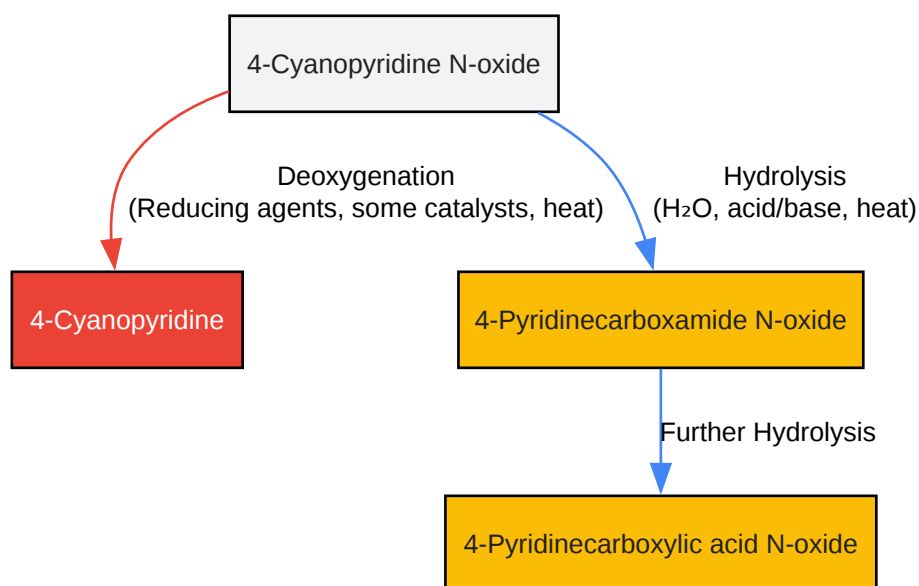 4-Cyanopyridine N-oxide
Deoxygenation
(Reducing agents, some catalysts, heat)
Hydrolysis
(H₂O, acid/base, heat)
4-Cyanopyridine
4-Pyridinecarboxamide N-oxide
Further Hydrolysis
4-Pyridinecarboxylic acid N-oxide